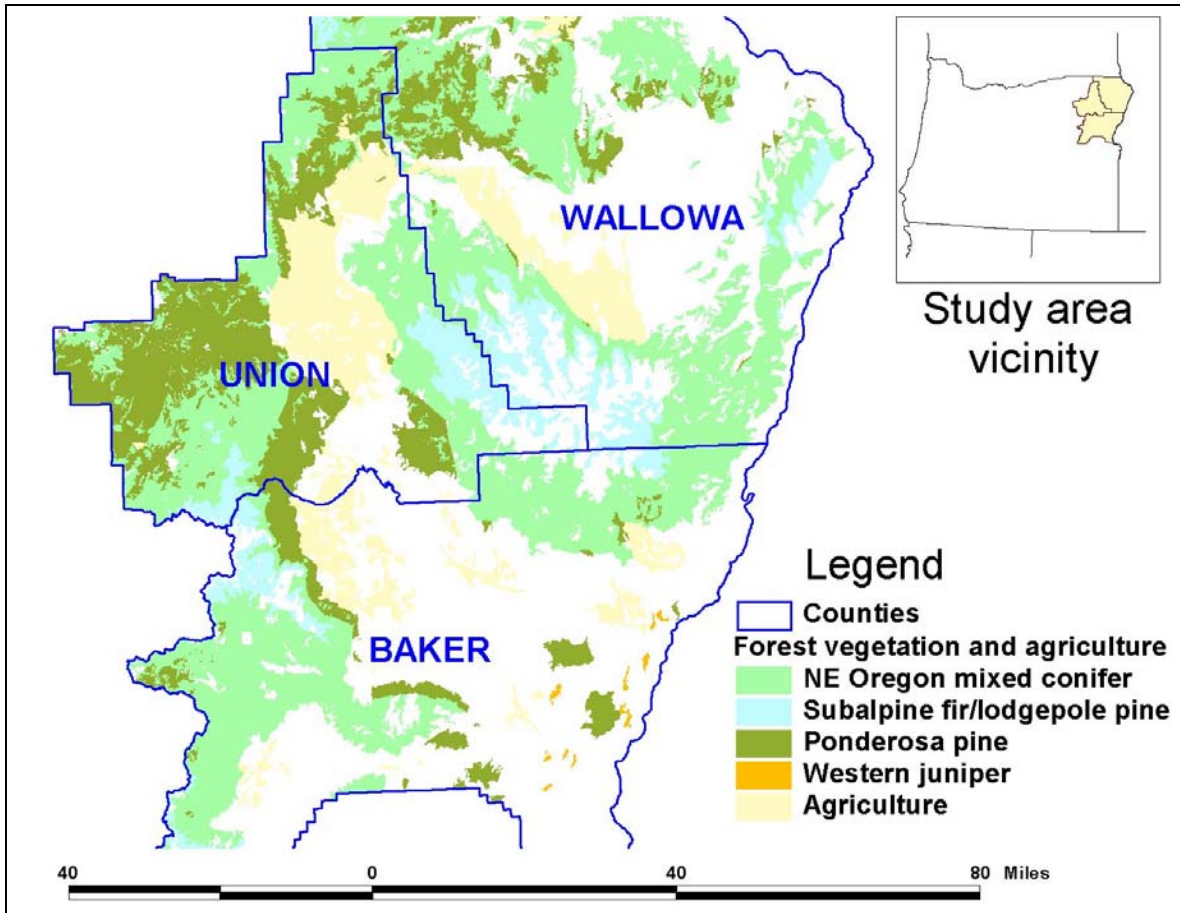 WALLOWA
UNION
BAKER
Study area
vicinity
Legend
Counties
Forest vegetation and agriculture
NE Oregon mixed conifer
Subalpine fir/lodgepole pine
Ponderosa pine
Western juniper
Agriculture
40 0 40 80 Miles